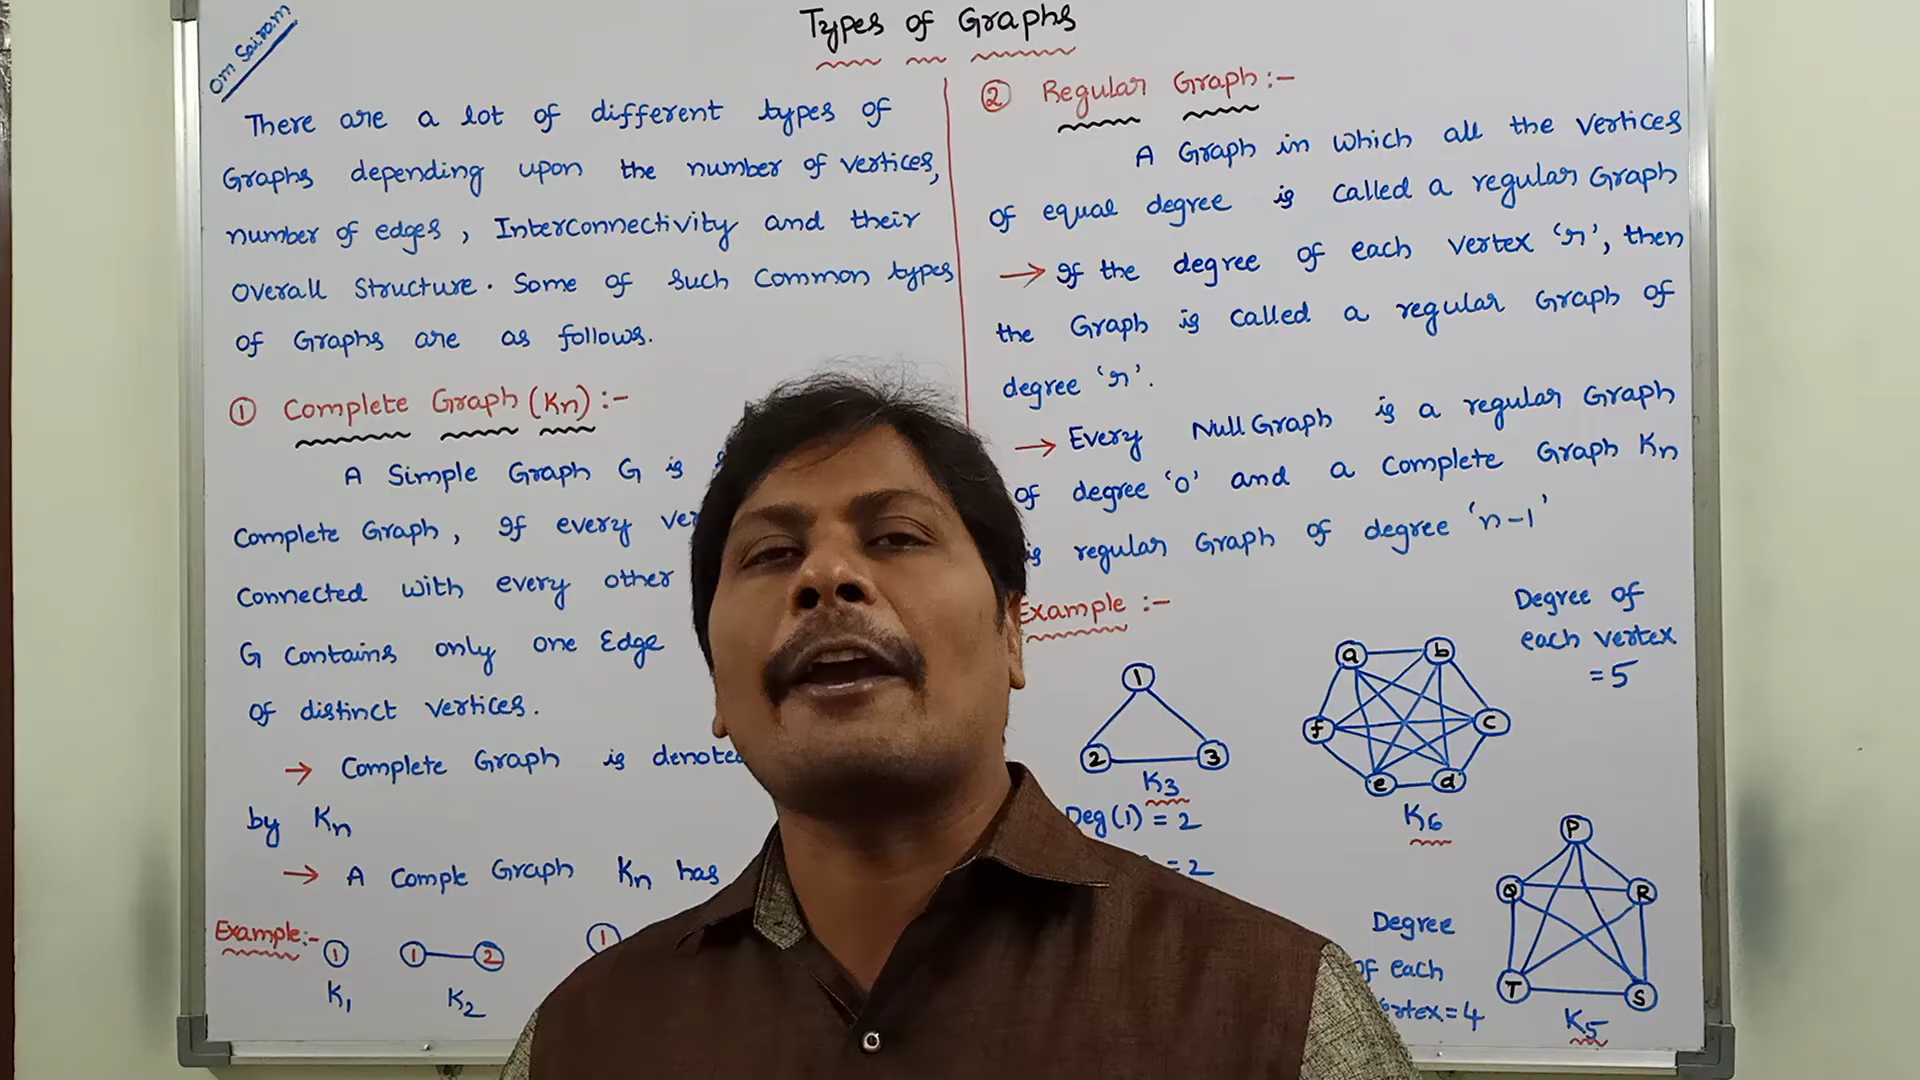 Om Sairam
Types of Graphs
There are a lot of different types of
Graphs depending upon the number of vertices,
number of edges, Interconnectivity and their
overall structure. Some of such common types
of Graphs are as follows.
① Complete Graph (Kn) :-
A Simple Graph G is
Complete Graph, If every
Connected with every other
G contains only one Edge
of distinct vertices.
→ Complete Graph is denoted
by Kn
→ A Comple Graph Kn has
Example:-
1
K1
1 2
K2
1
② Regular Graph :-
A Graph in which all the vertices
of equal degree is called a regular Graph
→ If the degree of each vertex 'r', then
the Graph is called a regular Graph of
degree 'r'.
→ Every Null Graph is a regular Graph
of degree '0' and a complete Graph Kn
is regular Graph of degree 'n-1'
Example :-
1
2 3
K3
Deg(1) = 2
= 2
a b
f c
e d
K6
Degree of
each vertex
= 5
P
Q R
T S
K5
Degree
of each
vertex = 4